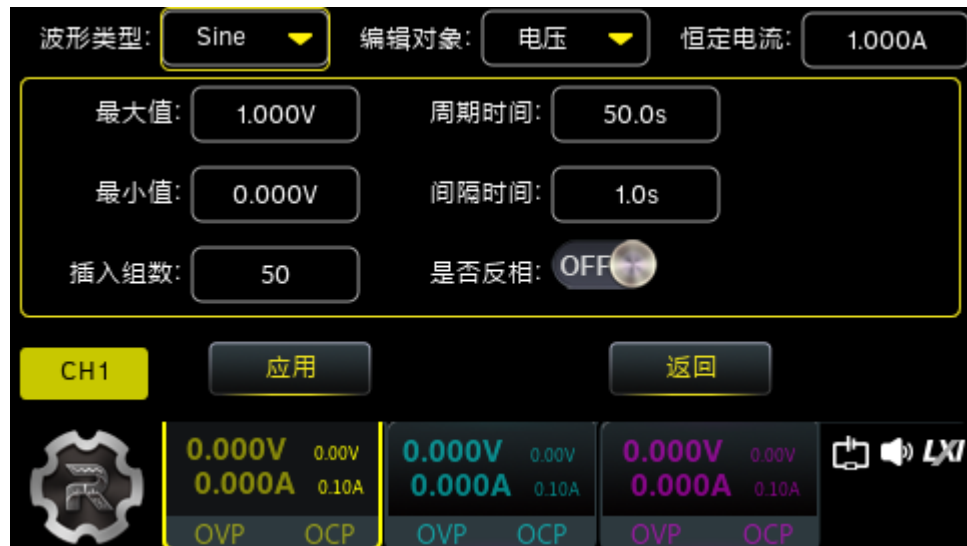 波形类型: Sine 编辑对象: 电压 恒定电流: 1.000A
最大值: 1.000V 周期时间: 50.0s
最小值: 0.000V 间隔时间: 1.0s
插入组数: 50 是否反相: OFF
CH1 应用 返回
0.000V 0.00V 0.000V 0.00V 0.000V 0.00V LXI
0.000A 0.10A 0.000A 0.10A 0.000A 0.10A
OVP OCP OVP OCP OVP OCP